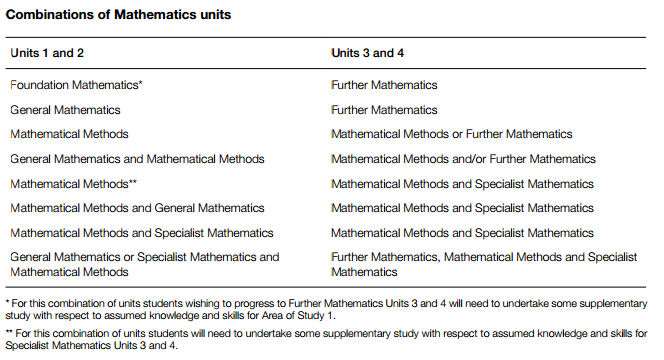 Combinations of Mathematics units
Units 1 and 2 Units 3 and 4
Foundation Mathematics* Further Mathematics
General Mathematics Further Mathematics
Mathematical Methods Mathematical Methods or Further Mathematics
General Mathematics and Mathematical Methods Mathematical Methods and/or Further Mathematics
Mathematical Methods** Mathematical Methods and Specialist Mathematics
Mathematical Methods and General Mathematics Mathematical Methods and Specialist Mathematics
Mathematical Methods and Specialist Mathematics Mathematical Methods and Specialist Mathematics
General Mathematics or Specialist Mathematics and Further Mathematics, Mathematical Methods and Specialist
Mathematical Methods Mathematics
* For this combination of units students wishing to progress to Further Mathematics Units 3 and 4 will need to undertake some supplementary
study with respect to assumed knowledge and skills for Area of Study 1.
** For this combination of units students will need to undertake some supplementary study with respect to assumed knowledge and skills for
Specialist Mathematics Units 3 and 4.